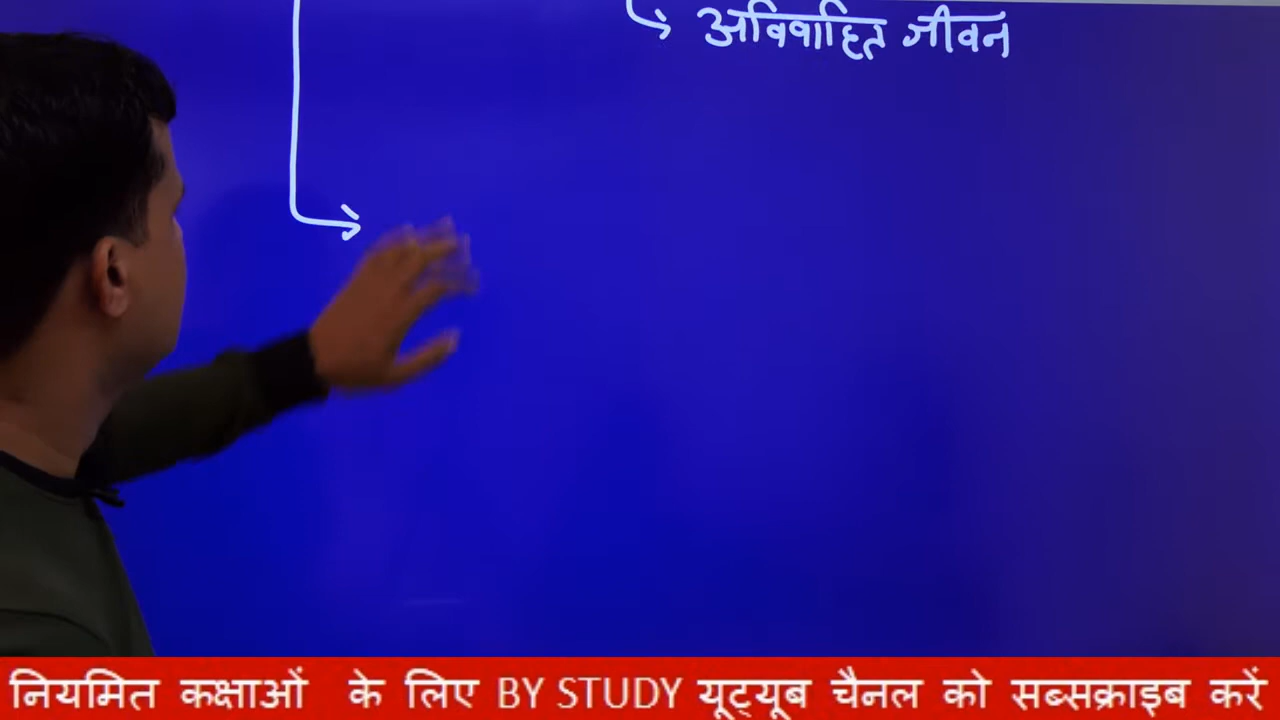 अविवाहित जीवन
नियमित कक्षाओं के लिए BY STUDY यूट्यूब चैनल को सब्सक्राइब करें